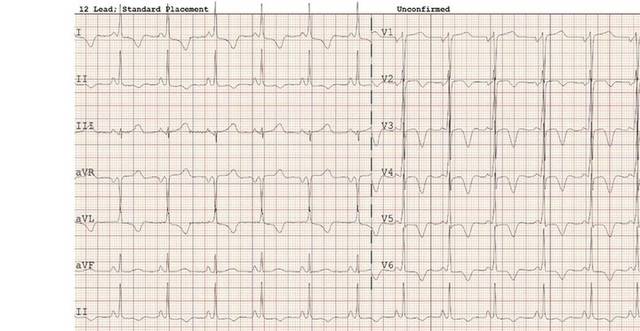 12 Lead; Standard Placement
Unconfirmed
I
V1
II
V2
III
V3
aVR
V4
aVL
V5
aVF
V6
II